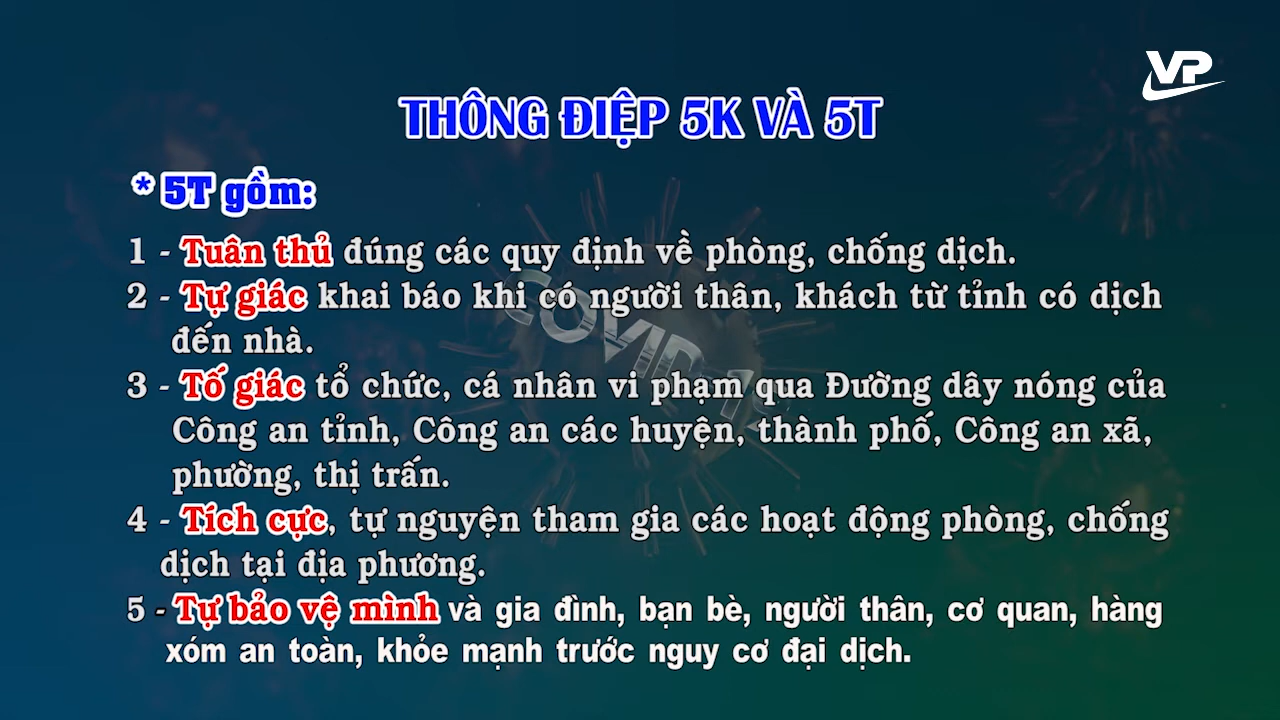 VP
THÔNG ĐIỆP 5K VÀ 5T
* 5T gồm:
1 - Tuân thủ đúng các quy định về phòng, chống dịch.
2 - Tự giác khai báo khi có người thân, khách từ tỉnh có dịch
đến nhà.
3 - Tố giác tổ chức, cá nhân vi phạm qua Đường dây nóng của
Công an tỉnh, Công an các huyện, thành phố, Công an xã,
phường, thị trấn.
4 - Tích cực, tự nguyện tham gia các hoạt động phòng, chống
dịch tại địa phương.
5 - Tự bảo vệ mình và gia đình, bạn bè, người thân, cơ quan, hàng
xóm an toàn, khỏe mạnh trước nguy cơ đại dịch.
COVID-1